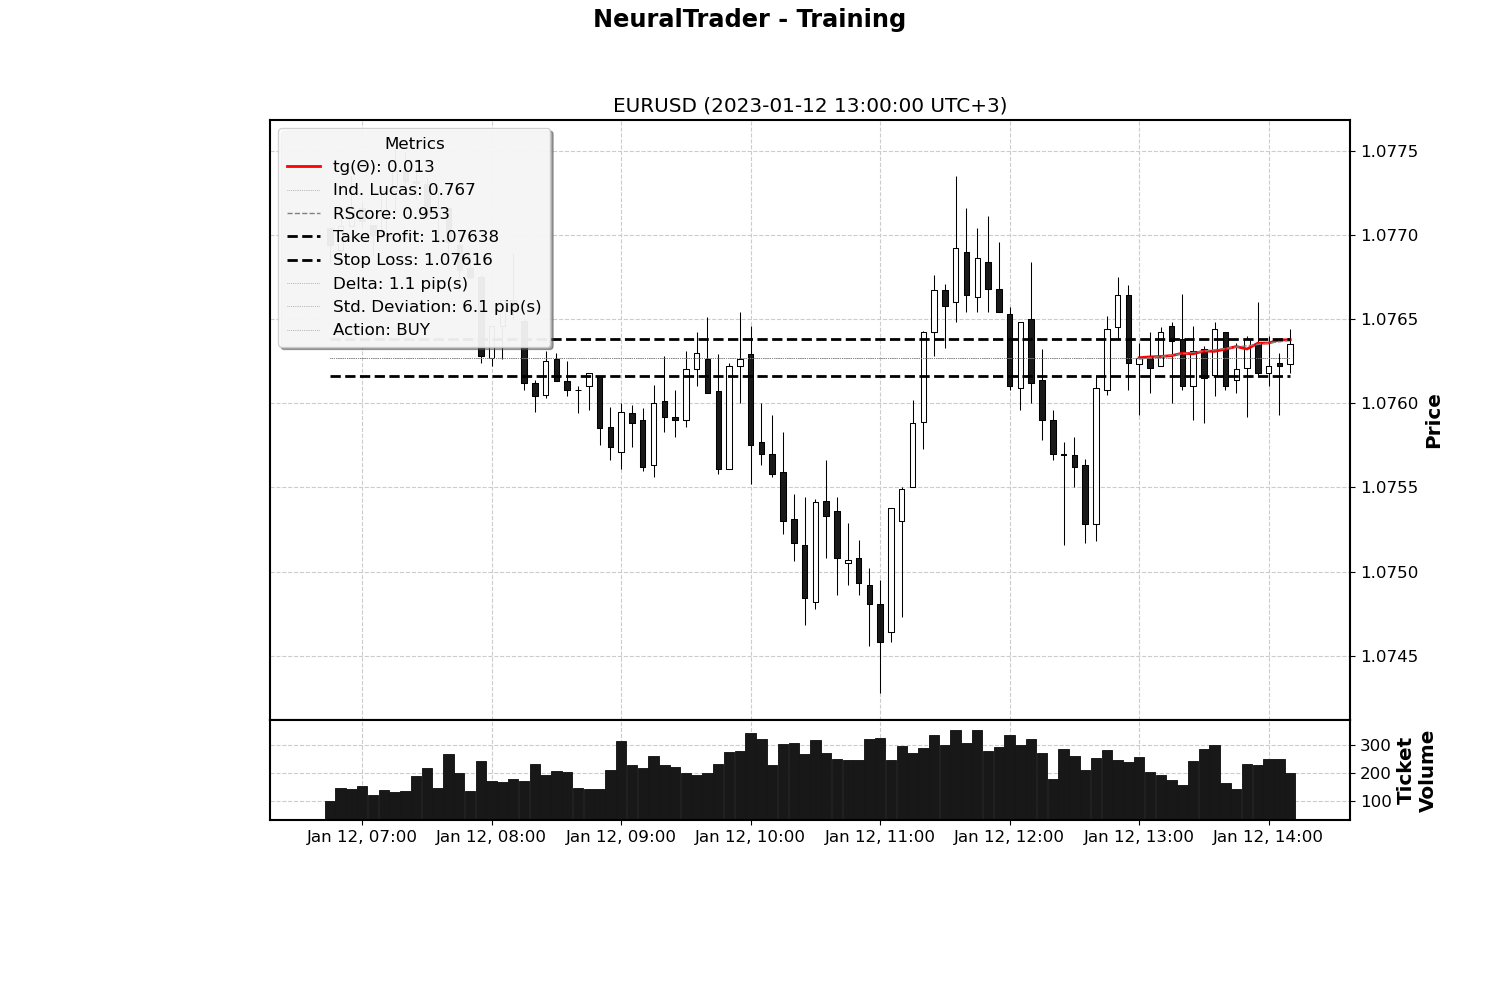 NeuralTrader - Training
EURUSD (2023-01-12 13:00:00 UTC+3)
Metrics
tg(Θ): 0.013
Ind. Lucas: 0.767
RScore: 0.953
Take Profit: 1.07638
Stop Loss: 1.07616
Delta: 1.1 pip(s)
Std. Deviation: 6.1 pip(s)
Action: BUY
1.0775
1.0770
1.0765
1.0760
1.0755
1.0750
1.0745
Price
300
200
100
Ticket
Volume
Jan 12, 07:00
Jan 12, 08:00
Jan 12, 09:00
Jan 12, 10:00
Jan 12, 11:00
Jan 12, 12:00
Jan 12, 13:00
Jan 12, 14:00